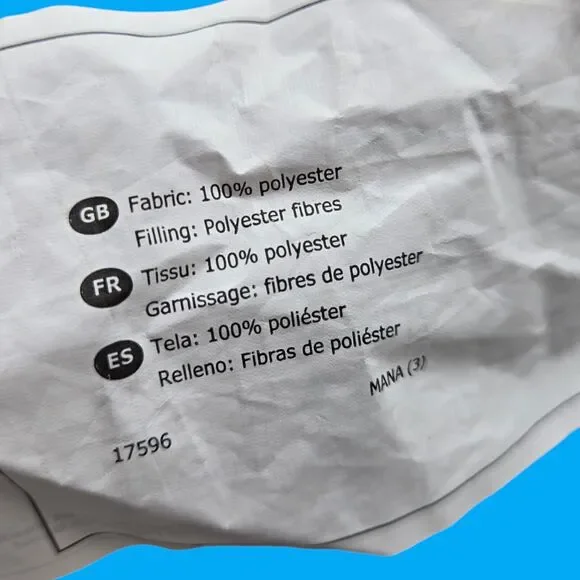 GB Fabric: 100% polyester
Filling: Polyester fibres
FR Tissu: 100% polyester
Garnissage: fibres de polyester
ES Tela: 100% poliéster
Relleno: Fibras de poliéster
MANA (3)
17596